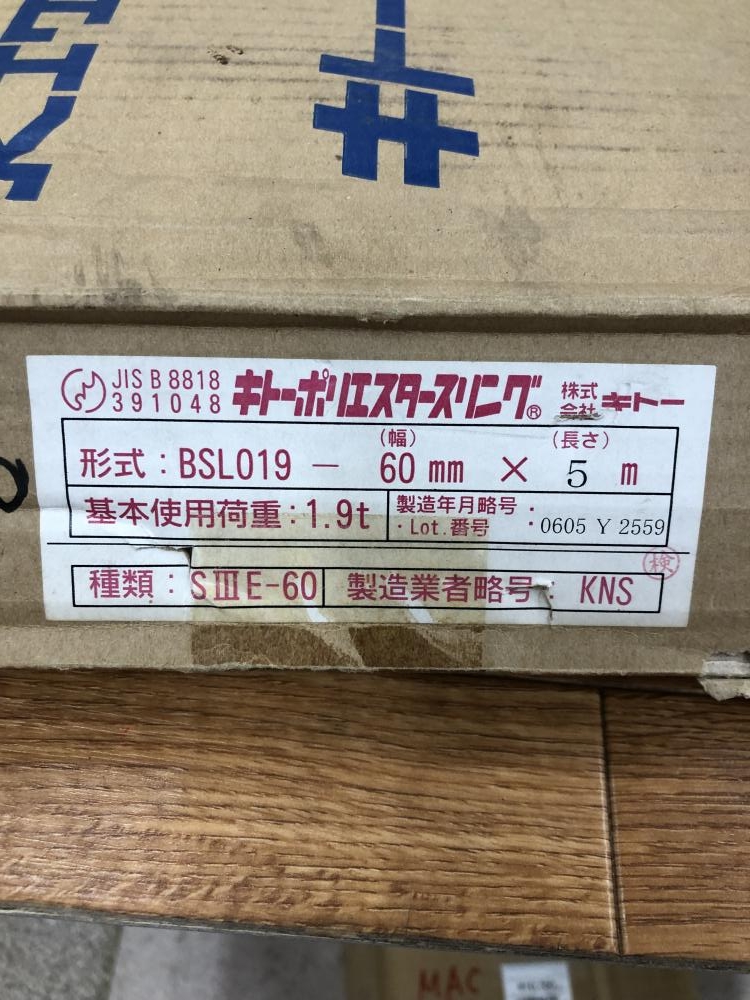 KITO
キトー
JIS B 8818
391048
キトーポリエスタースリング®
株式会社 キトー
(幅) (長さ)
形式：BSL019 － 60 mm × 5 m
基本使用荷重：1.9t
製造年月略号：
・Lot.番号：0605 Y 2559
検
種類：SⅢE-60
製造業者略号：KNS
MAC